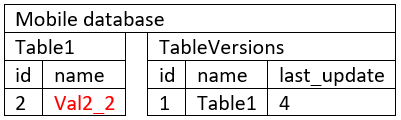 Mobile database
Table1 TableVersions
id name id name last_update
2 Val2_2 1 Table1 4